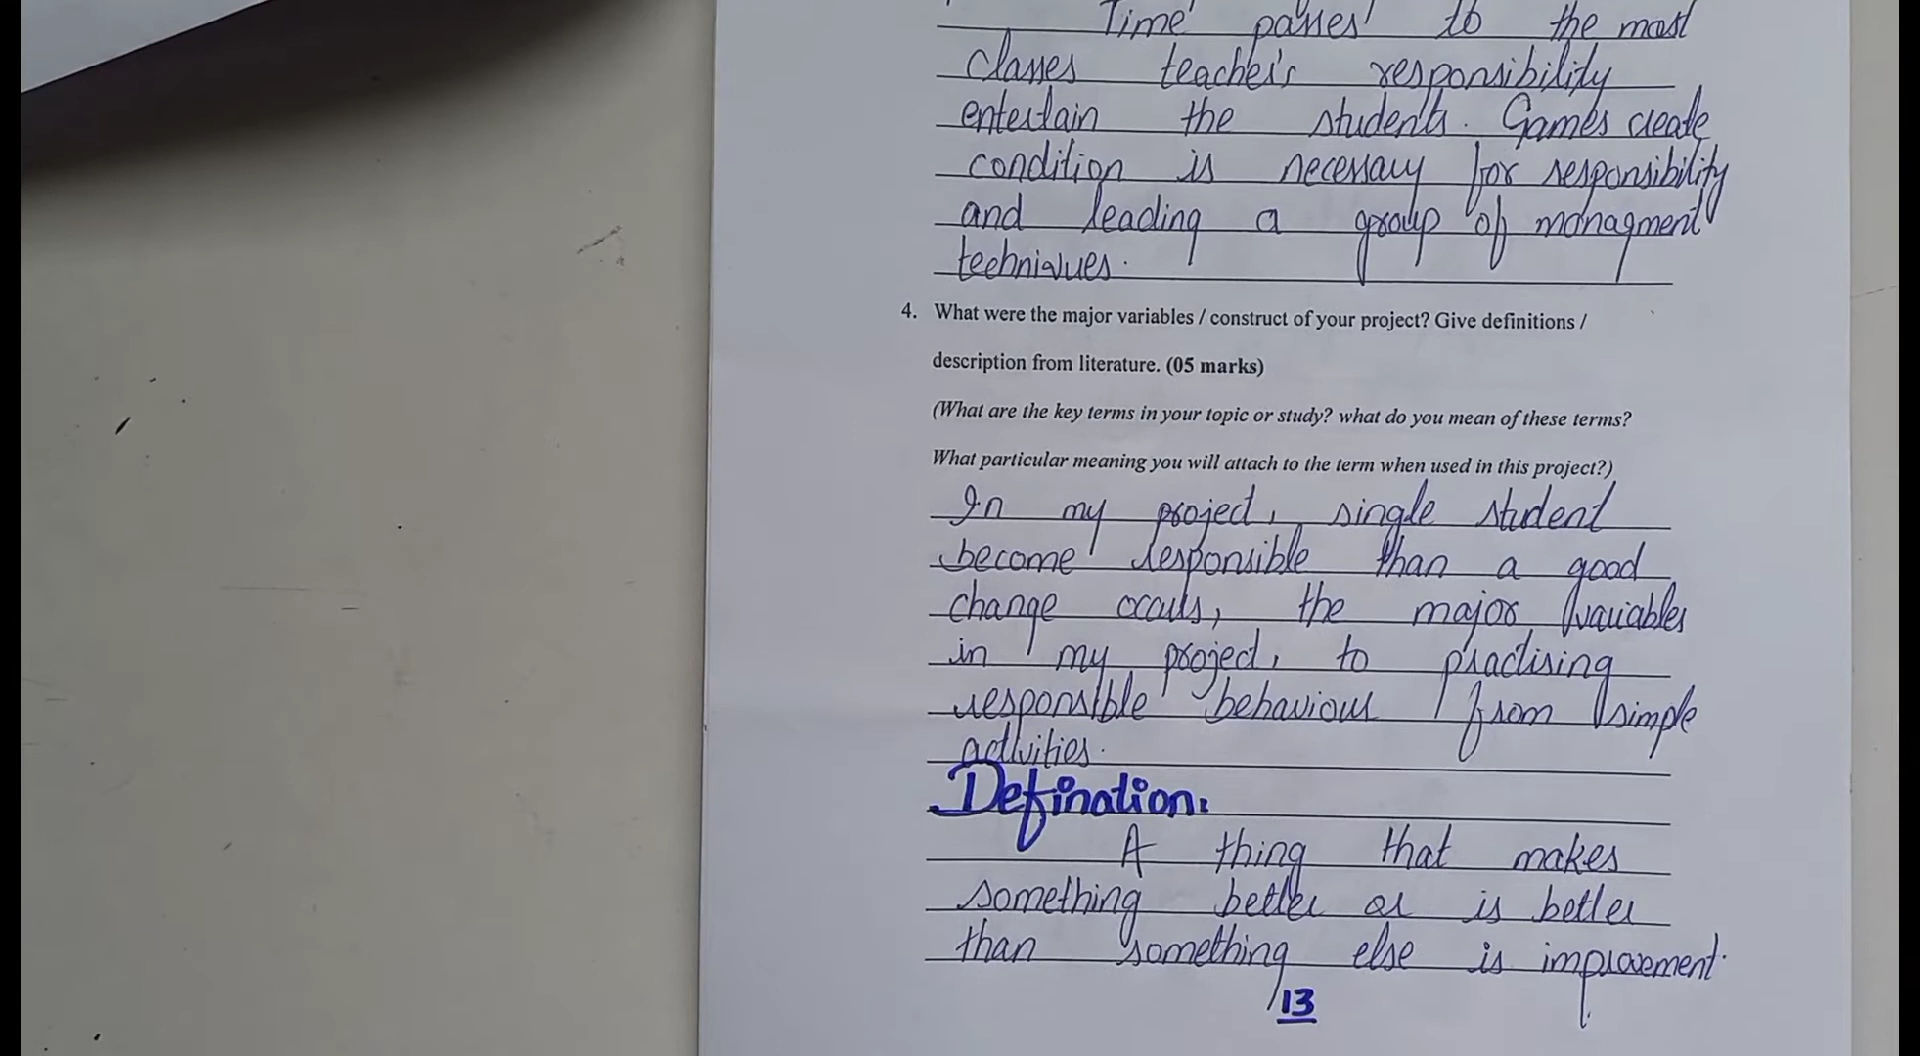 Time passes to the most
classes teacher's responsibility
entertain the students. Games create
condition is necessary for responsibility
and leading a group of managment
techniques.
4. What were the major variables / construct of your project? Give definitions /
description from literature. (05 marks)
(What are the key terms in your topic or study? what do you mean of these terms?
What particular meaning you will attach to the term when used in this project?)
In my project, single student
become responsible than a good
change occurs, the major variables
in my project, to practising
responsible behaviour from simple
activities.
Defination:
A thing that makes
something better or is better
than something else is improvement.
13